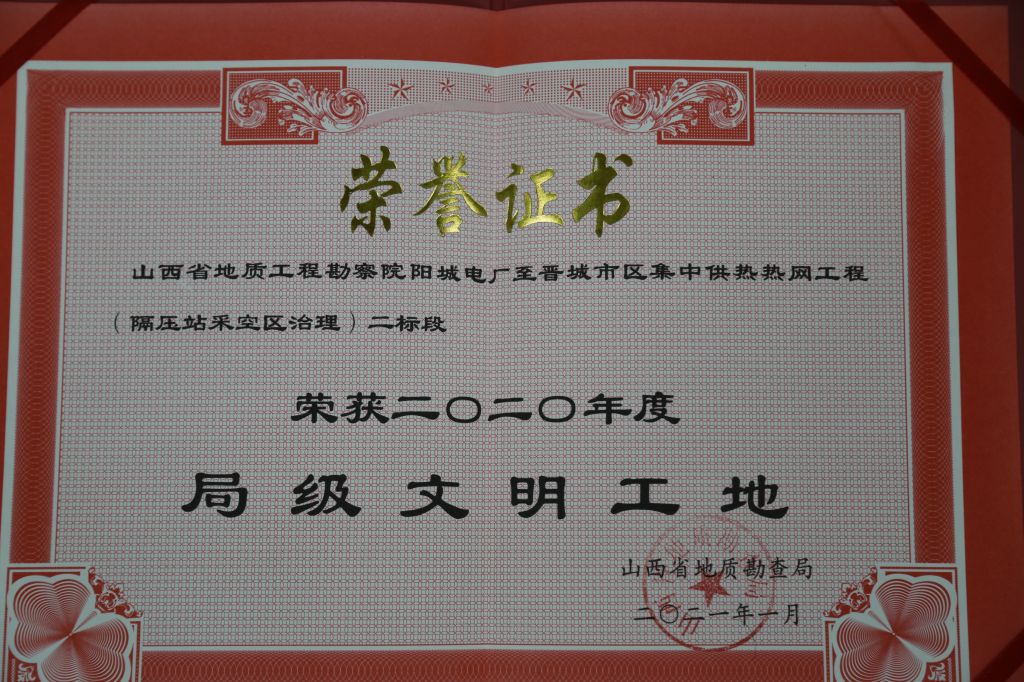 荣誉证书
山西省地质工程勘察院阳城电厂至晋城市区集中供热热网工程
（隔压站采空区治理）二标段
荣获二〇二〇年度
局级文明工地
山西省地质勘查局
二〇二一年一月